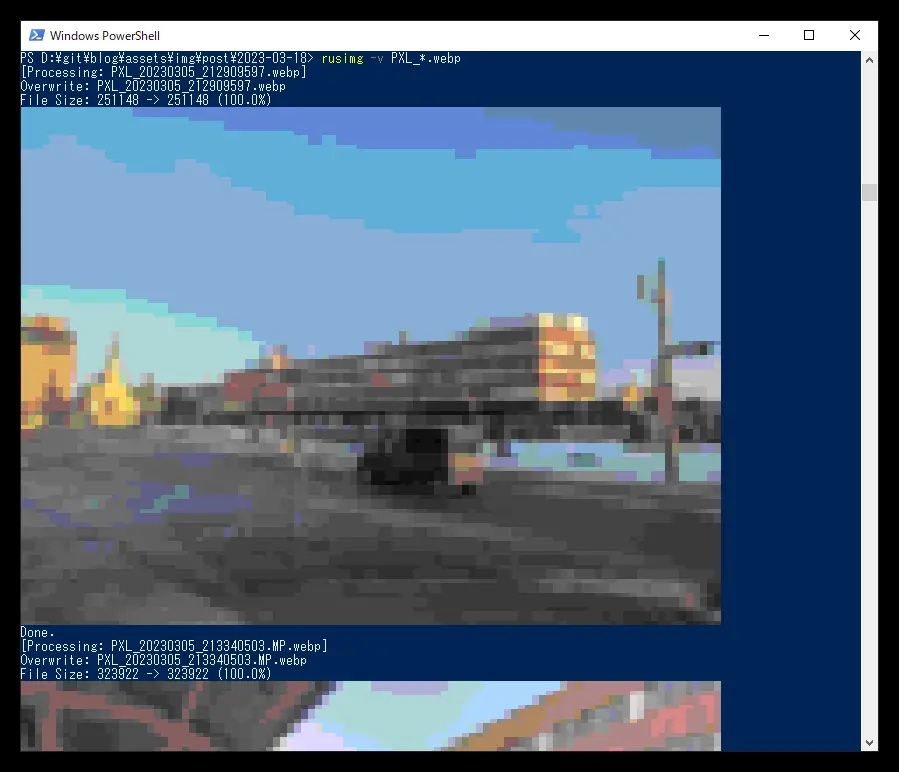 Windows PowerShell
PS D:¥git¥blog¥assets¥img¥post¥2023-03-18> rusimg -v PXL_*.webp
[Processing: PXL_20230305_212909597.webp]
Overwrite: PXL_20230305_212909597.webp
File Size: 251148 -> 251148 (100.0%)
Done.
[Processing: PXL_20230305_213340503.MP.webp]
Overwrite: PXL_20230305_213340503.MP.webp
File Size: 323922 -> 323922 (100.0%)